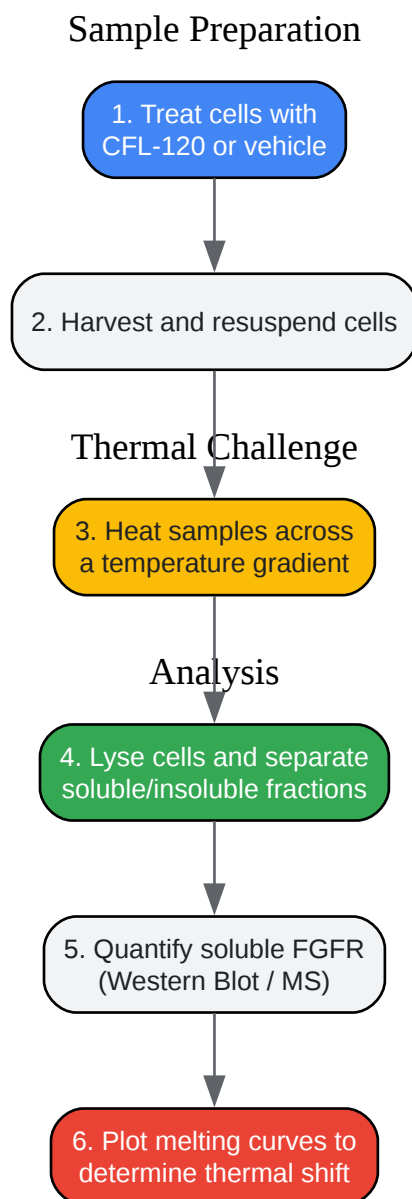 Sample Preparation
1. Treat cells with
CFL-120 or vehicle
2. Harvest and resuspend cells
Thermal Challenge
3. Heat samples across
a temperature gradient
Analysis
4. Lyse cells and separate
soluble/insoluble fractions
5. Quantify soluble FGFR
(Western Blot / MS)
6. Plot melting curves to
determine thermal shift